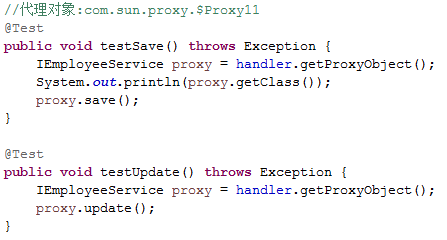 //代理对象:com.sun.proxy.$Proxy11
@Test
public void testSave() throws Exception {
    IEmployeeService proxy = handler.getProxyObject();
    System.out.println(proxy.getClass());
    proxy.save();
}
@Test
public void testUpdate() throws Exception {
    IEmployeeService proxy = handler.getProxyObject();
    proxy.update();
}